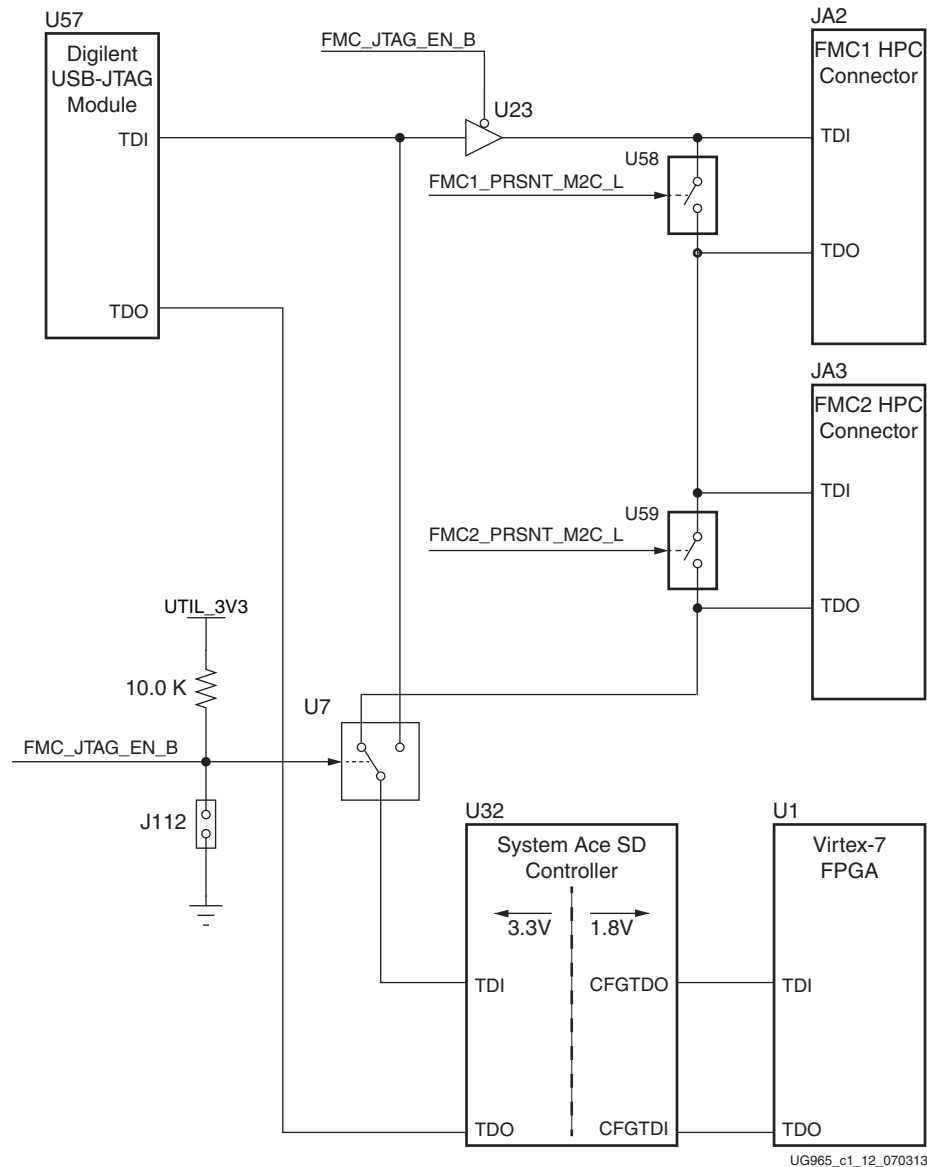 U57
Digilent
USB-JTAG
Module
TDI
TDO
FMC_JTAG_EN_B
U23
JA2
FMC1 HPC
Connector
TDI
TDO
U58
FMC1_PRSNT_M2C_L
JA3
FMC2 HPC
Connector
TDI
TDO
U59
FMC2_PRSNT_M2C_L
UTIL_3V3
10.0 K
U7
FMC_JTAG_EN_B
J112
U32
System Ace SD
Controller
3.3V
1.8V
TDI
CFGTDO
TDO
CFGTDI
U1
Virtex-7
FPGA
TDI
TDO
UG965_c1_12_070313